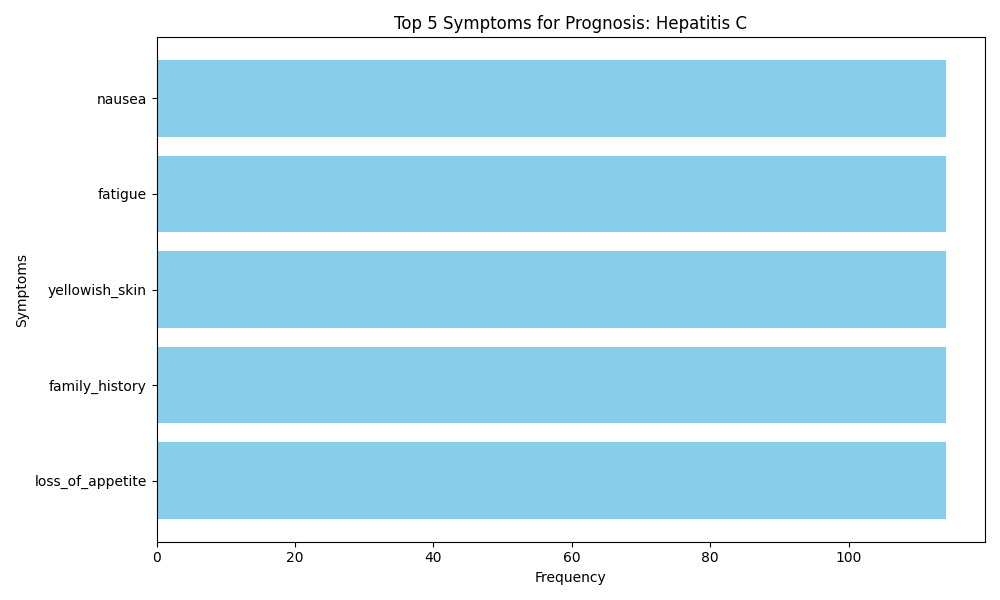 Top 5 Symptoms for Prognosis: Hepatitis C
Symptoms
nausea
fatigue
yellowish_skin
family_history
loss_of_appetite
0 20 40 60 80 100
Frequency